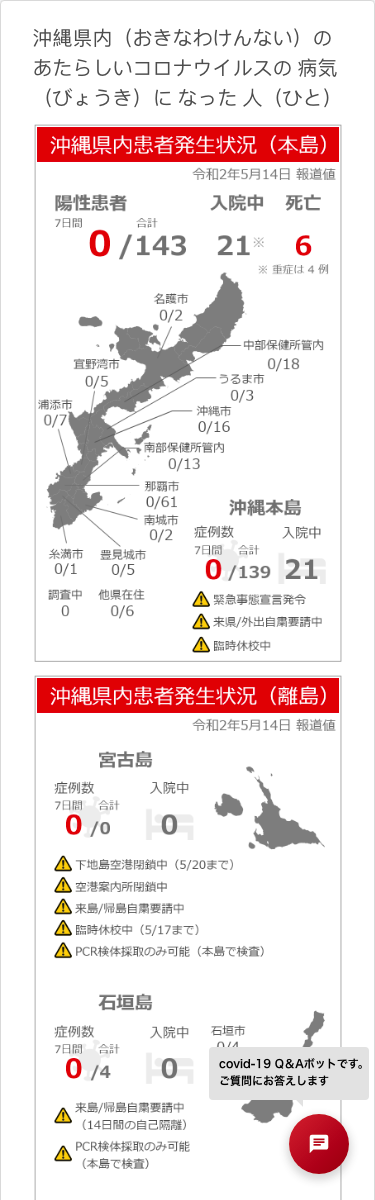 沖縄県内（おきなわけんない）の
あたらしいコロナウイルスの 病気
（びょうき）に なった 人（ひと）
沖縄県内患者発生状況（本島）
令和2年5月14日 報道値
陽性患者 入院中 死亡
7日間 合計
0 /143 21※ 6
※ 重症は 4 例
名護市
0/2
中部保健所管内
0/18
宜野湾市
0/5
うるま市
0/3
浦添市
0/7
沖縄市
0/16
南部保健所管内
0/13
那覇市
0/61
南城市
0/2
糸満市
0/1
豊見城市
0/5
調査中
0
他県在住
0/6
沖縄本島
症例数 入院中
7日間 合計
0 /139 21
緊急事態宣言発令
来県/外出自粛要請中
臨時休校中
沖縄県内患者発生状況（離島）
令和2年5月14日 報道値
宮古島
症例数 入院中
7日間 合計
0 /0 0
下地島空港閉鎖中（5/20まで）
空港案内所閉鎖中
来島/帰島自粛要請中
臨時休校中（5/17まで）
PCR検体採取のみ可能（本島で検査）
石垣島
症例数 入院中
7日間 合計
0 /4 0
石垣市
0/4
来島/帰島自粛要請中
（14日間の自己隔離）
PCR検体採取のみ可能
（本島で検査）
covid-19 Q&Aボットです。
ご質問にお答えします